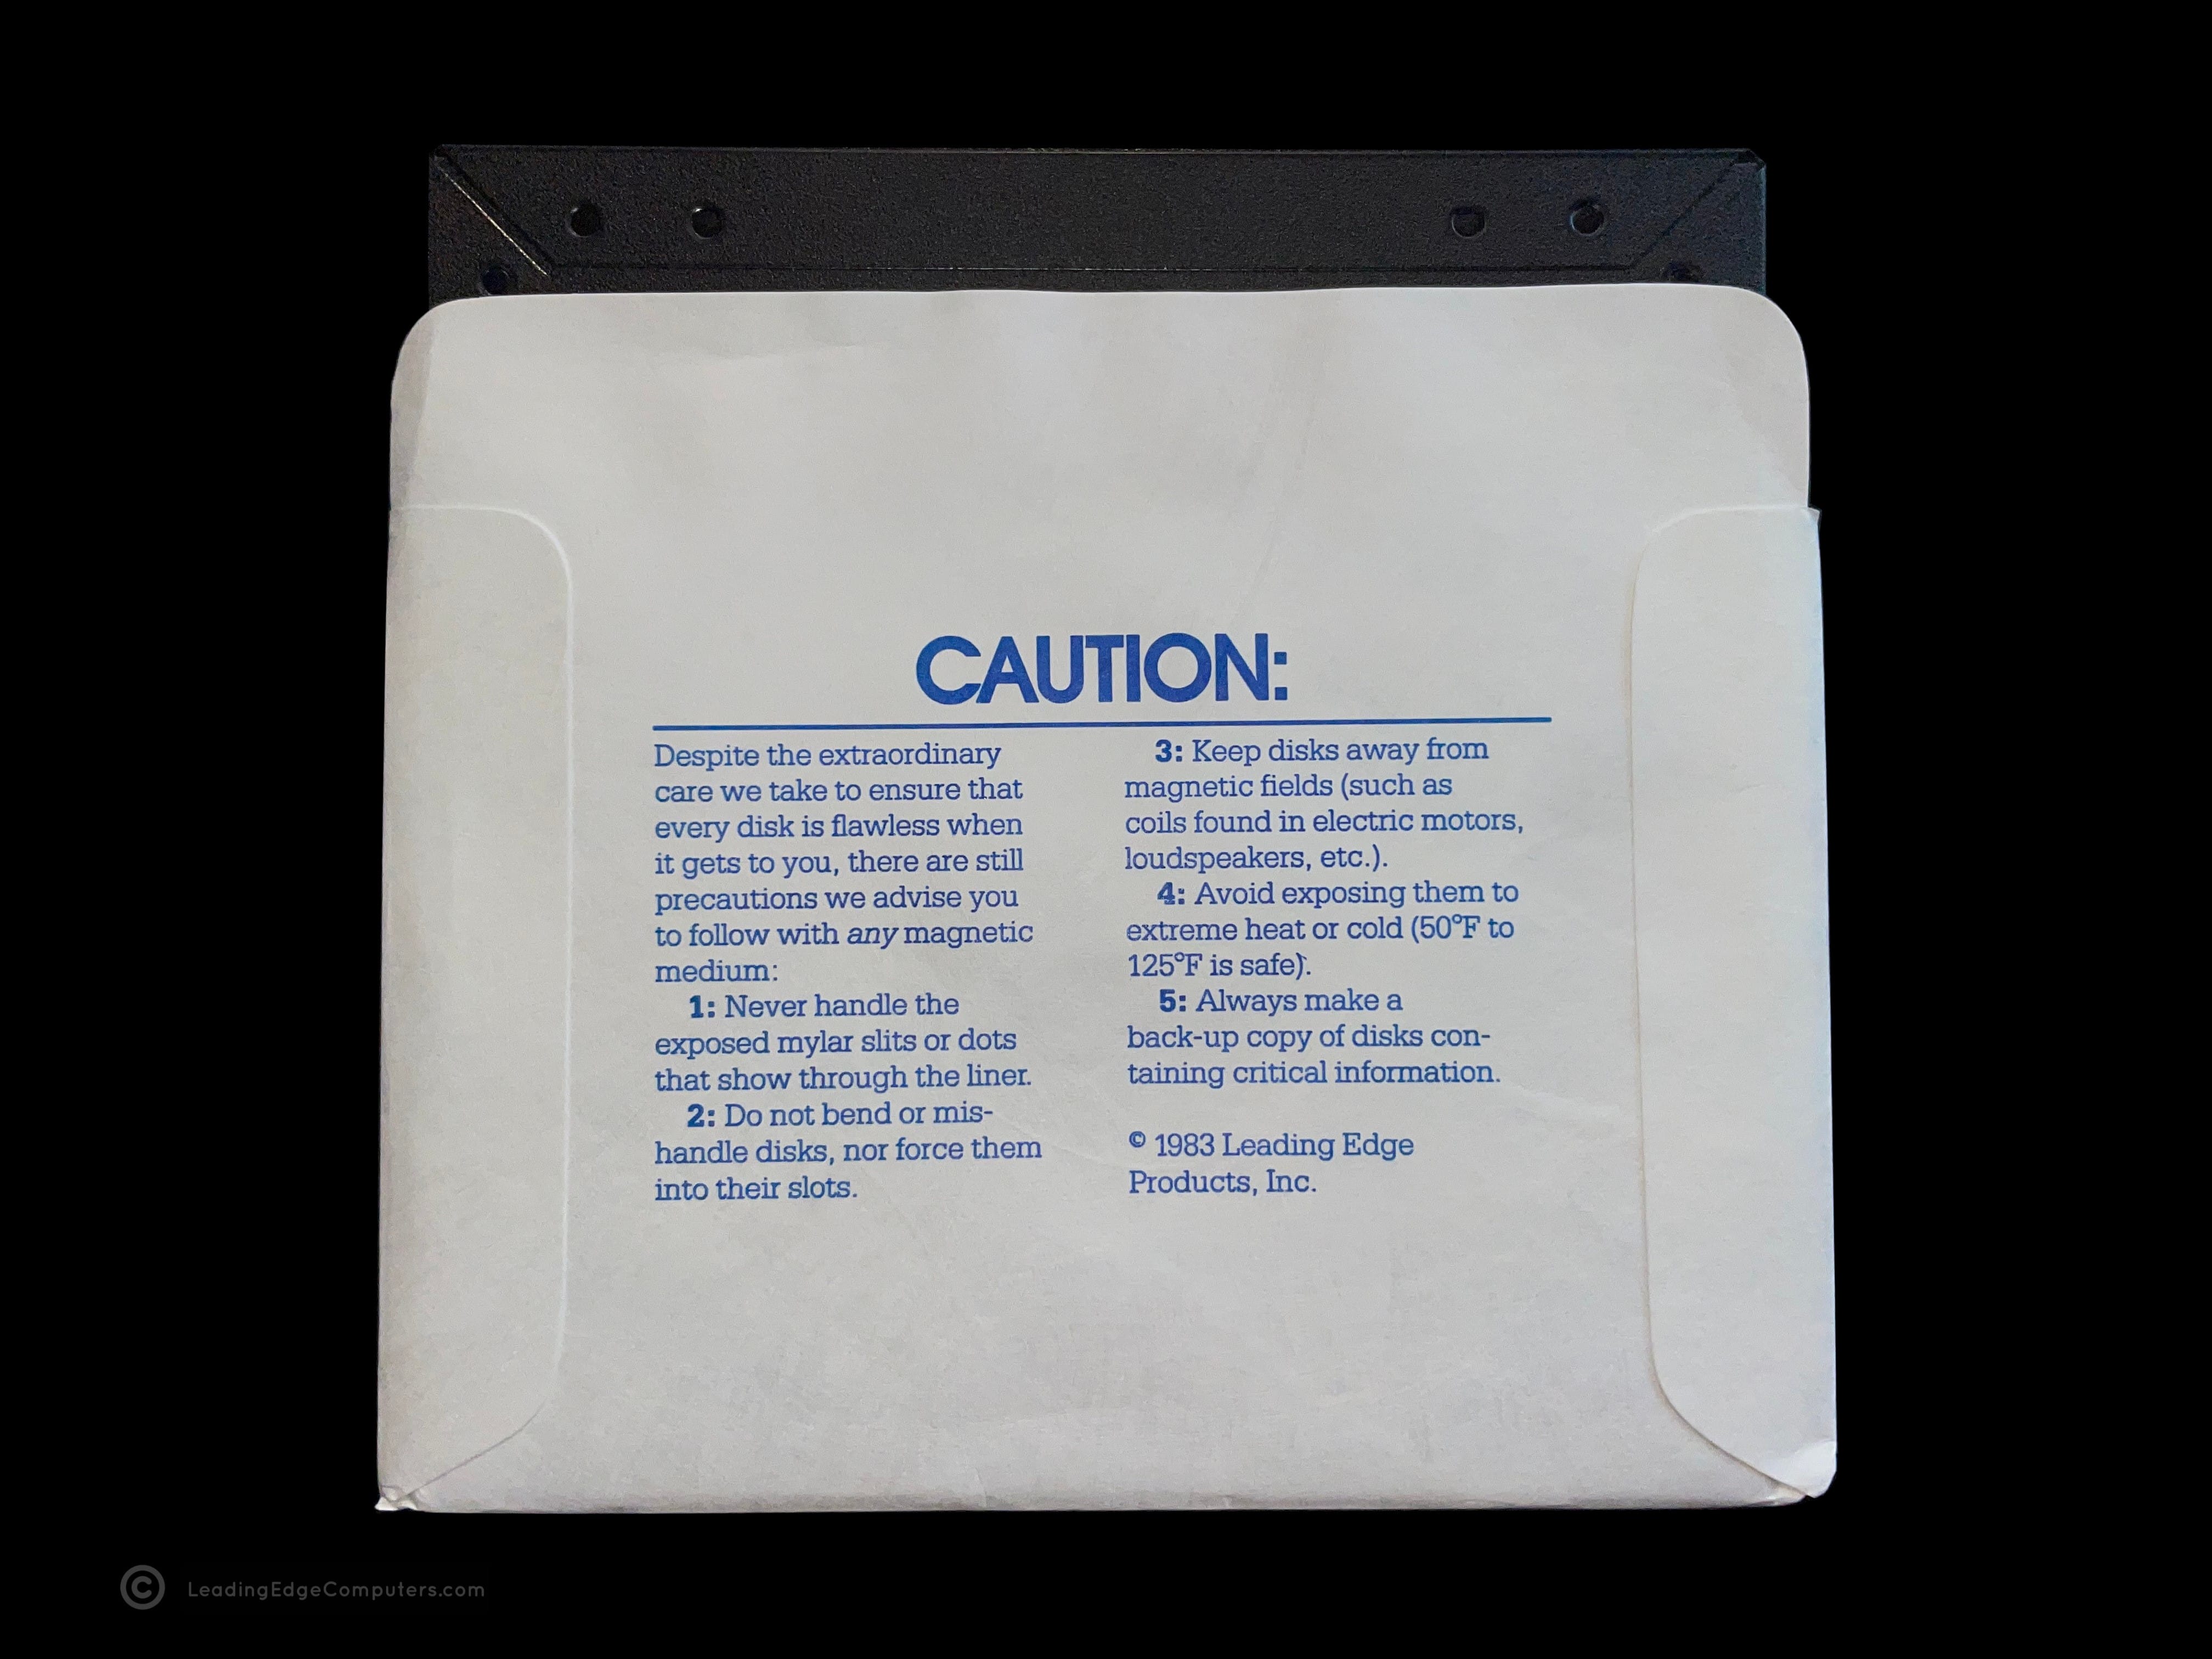 CAUTION:
Despite the extraordinary
care we take to ensure that
every disk is flawless when
it gets to you, there are still
precautions we advise you
to follow with any magnetic
medium:
1: Never handle the
exposed mylar slits or dots
that show through the liner.
2: Do not bend or mis-
handle disks, nor force them
into their slots.
3: Keep disks away from
magnetic fields (such as
coils found in electric motors,
loudspeakers, etc.).
4: Avoid exposing them to
extreme heat or cold (50°F to
125°F is safe).
5: Always make a
back-up copy of disks con-
taining critical information.
© 1983 Leading Edge
Products, Inc.
© LeadingEdgeComputers.com